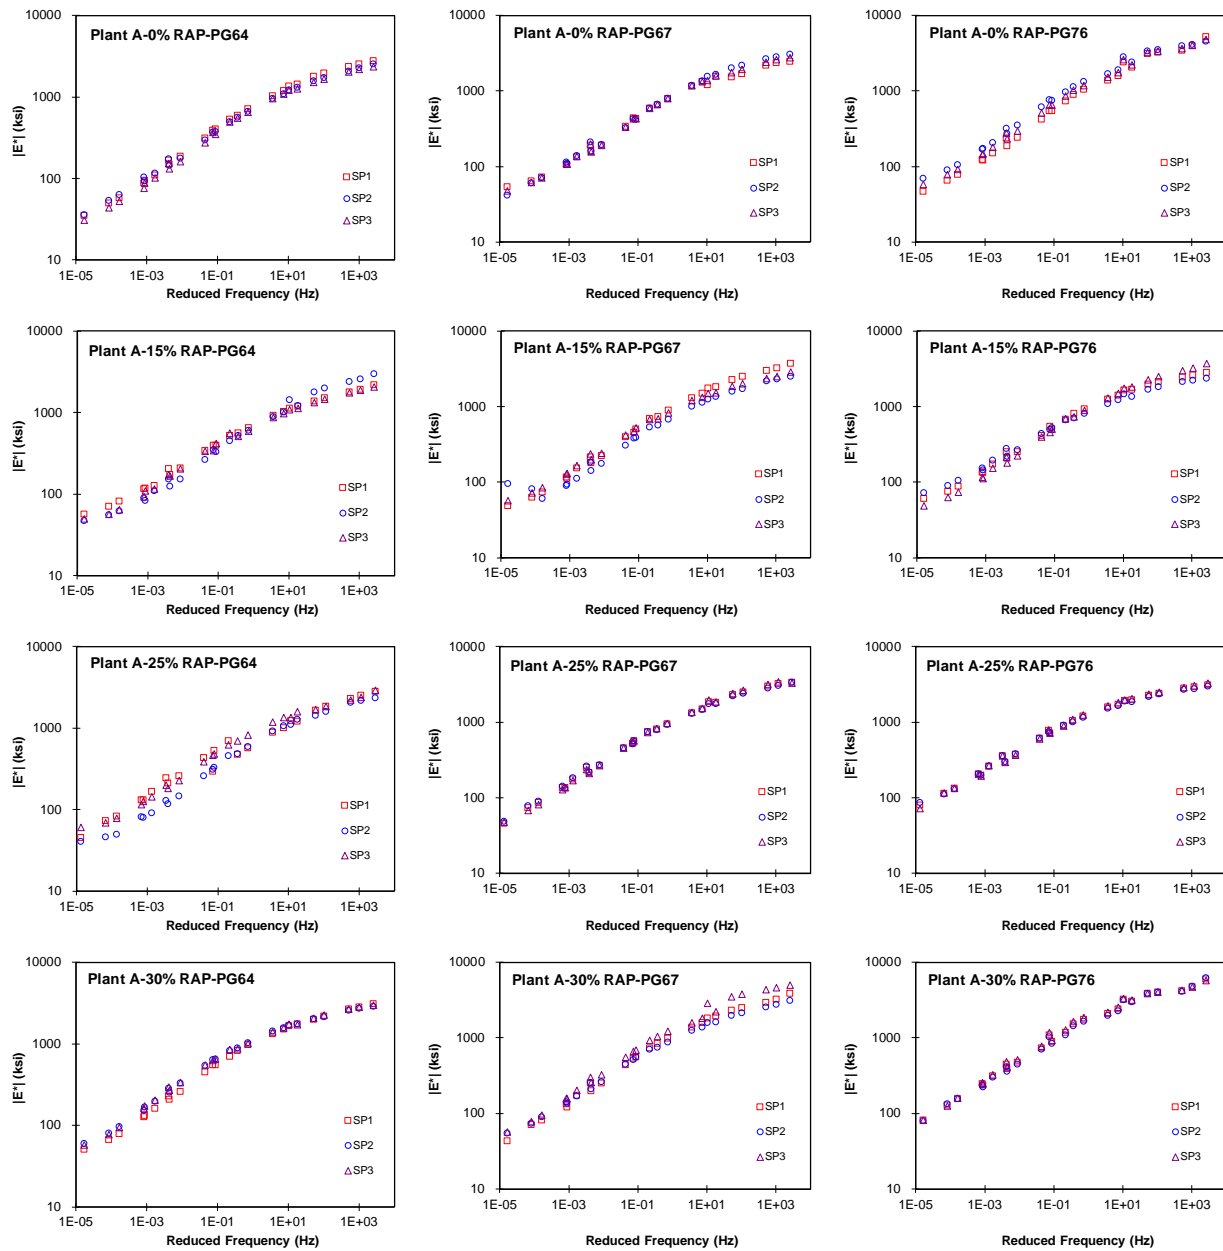 Plant A-0% RAP-PG64
|E*| (ksi)
10000
1000
100
10
SP1
SP2
SP3
1E-05 1E-03 1E-01 1E+01 1E+03
Reduced Frequency (Hz)
Plant A-0% RAP-PG67
|E*| (ksi)
10000
1000
100
10
SP1
SP2
SP3
1E-05 1E-03 1E-01 1E+01 1E+03
Reduced Frequency (Hz)
Plant A-0% RAP-PG76
|E*| (ksi)
10000
1000
100
10
SP1
SP2
SP3
1E-05 1E-03 1E-01 1E+01 1E+03
Reduced Frequency (Hz)
Plant A-15% RAP-PG64
|E*| (ksi)
10000
1000
100
10
SP1
SP2
SP3
1E-05 1E-03 1E-01 1E+01 1E+03
Reduced Frequency (Hz)
Plant A-15% RAP-PG67
|E*| (ksi)
10000
1000
100
10
SP1
SP2
SP3
1E-05 1E-03 1E-01 1E+01 1E+03
Reduced Frequency (Hz)
Plant A-15% RAP-PG76
|E*| (ksi)
10000
1000
100
10
SP1
SP2
SP3
1E-05 1E-03 1E-01 1E+01 1E+03
Reduced Frequency (Hz)
Plant A-25% RAP-PG64
|E*| (ksi)
10000
1000
100
10
SP1
SP2
SP3
1E-05 1E-03 1E-01 1E+01 1E+03
Reduced Frequency (Hz)
Plant A-25% RAP-PG67
|E*| (ksi)
10000
1000
100
10
SP1
SP2
SP3
1E-05 1E-03 1E-01 1E+01 1E+03
Reduced Frequency (Hz)
Plant A-25% RAP-PG76
|E*| (ksi)
10000
1000
100
10
SP1
SP2
SP3
1E-05 1E-03 1E-01 1E+01 1E+03
Reduced Frequency (Hz)
Plant A-30% RAP-PG64
|E*| (ksi)
10000
1000
100
10
SP1
SP2
SP3
1E-05 1E-03 1E-01 1E+01 1E+03
Reduced Frequency (Hz)
Plant A-30% RAP-PG67
|E*| (ksi)
10000
1000
100
10
SP1
SP2
SP3
1E-05 1E-03 1E-01 1E+01 1E+03
Reduced Frequency (Hz)
Plant A-30% RAP-PG76
|E*| (ksi)
10000
1000
100
10
SP1
SP2
SP3
1E-05 1E-03 1E-01 1E+01 1E+03
Reduced Frequency (Hz)